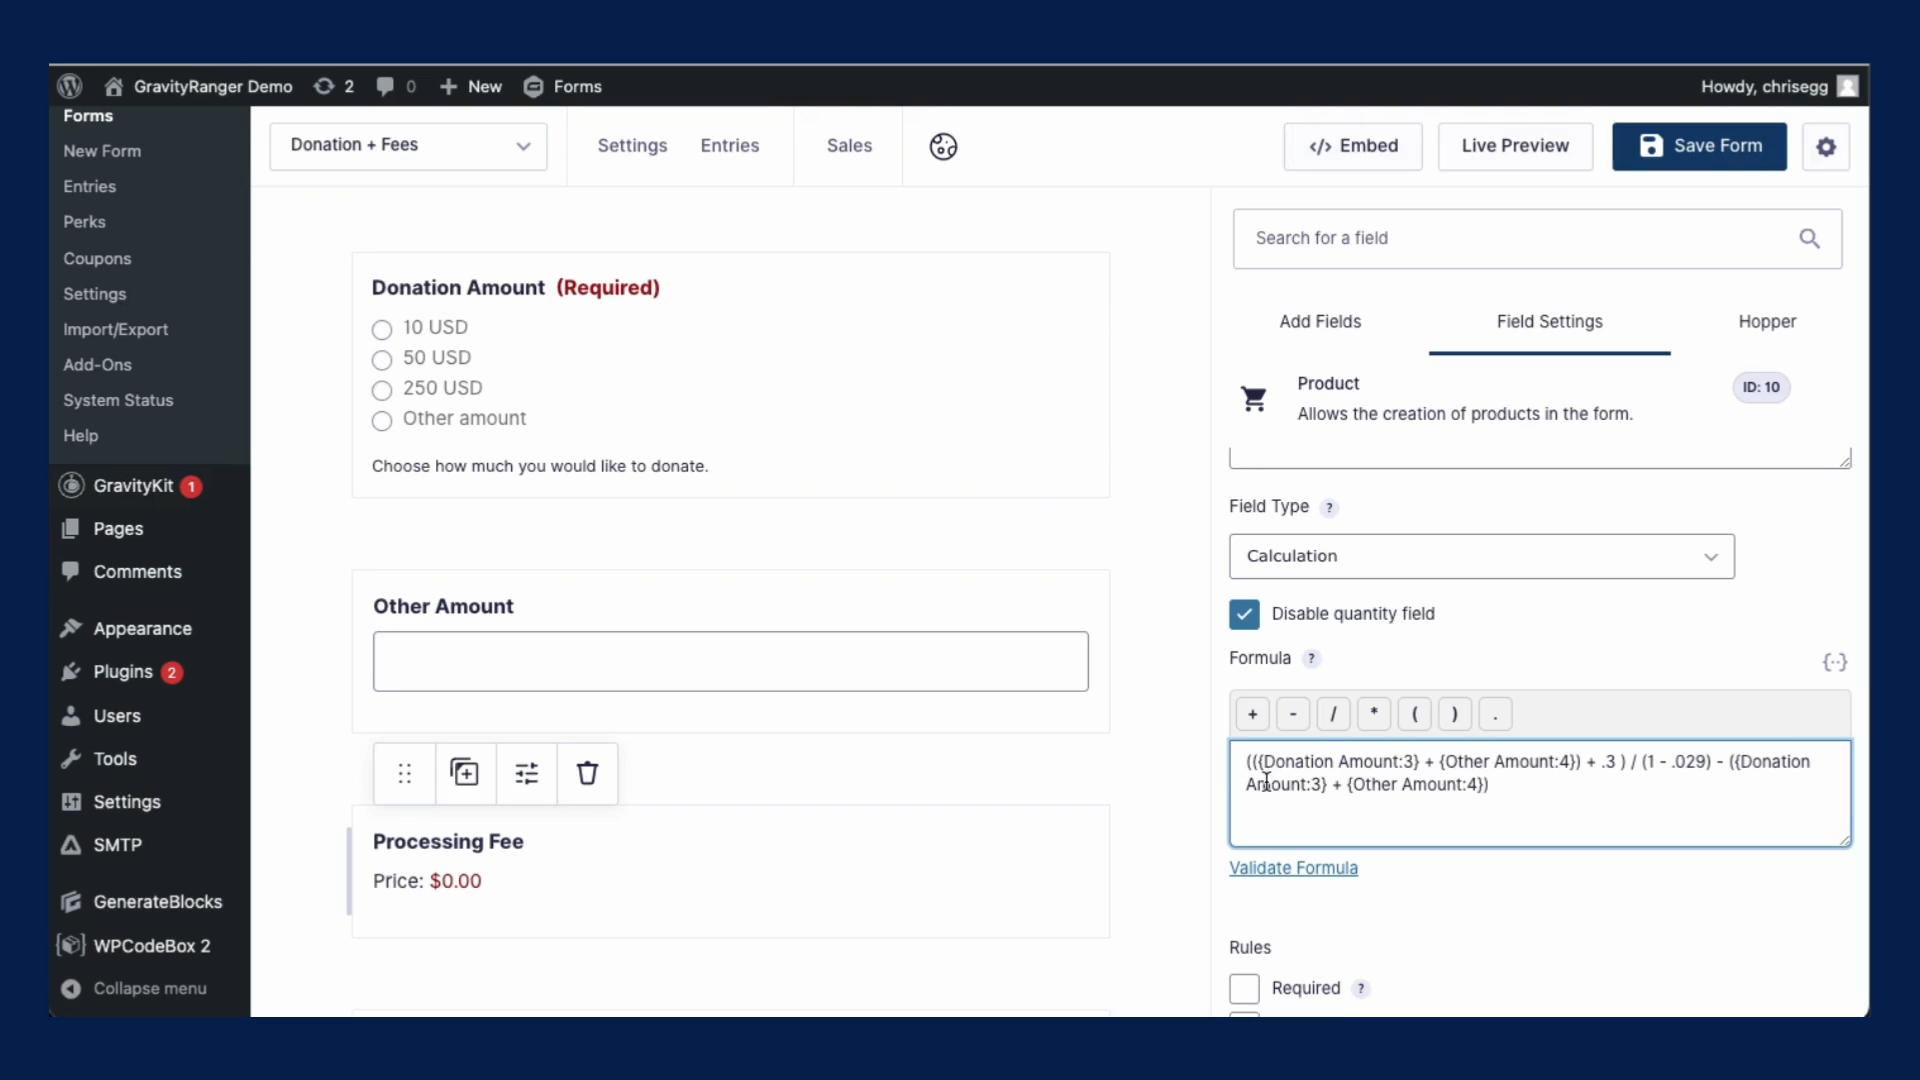 GravityRanger Demo 2 0 New Forms Howdy, chrisegg
Forms
New Form
Entries
Perks
Coupons
Settings
Import/Export
Add-Ons
System Status
Help
GravityKit 1
Pages
Comments
Appearance
Plugins 2
Users
Tools
Settings
SMTP
GenerateBlocks
WPCodeBox 2
Collapse menu
Donation + Fees Settings Entries Sales </> Embed Live Preview Save Form
Donation Amount (Required)
10 USD
50 USD
250 USD
Other amount
Choose how much you would like to donate.
Other Amount
Processing Fee
Price: $0.00
Search for a field
Add Fields Field Settings Hopper
Product ID: 10
Allows the creation of products in the form.
Field Type ?
Calculation
Disable quantity field
Formula ? {··}
+ - / * ( ) .
((({Donation Amount:3} + {Other Amount:4}) + .3 ) / (1 - .029) - ({Donation
Amount:3} + {Other Amount:4})
Validate Formula
Rules
Required ?